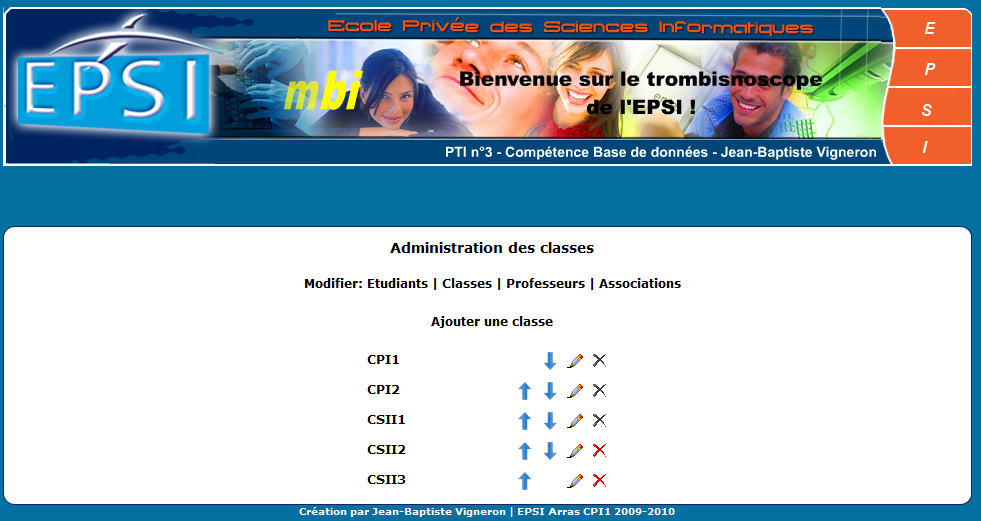 Ecole Privée des Sciences Informatiques
EPSI
mbi
Bienvenue sur le trombisnoscope
de l'EPSI !
PTI n°3 - Compétence Base de données - Jean-Baptiste Vigneron
E
P
S
I
Administration des classes
Modifier: Etudiants | Classes | Professeurs | Associations
Ajouter une classe
CPI1
CPI2
CSII1
CSII2
CSII3
Création par Jean-Baptiste Vigneron | EPSI Arras CPI1 2009-2010